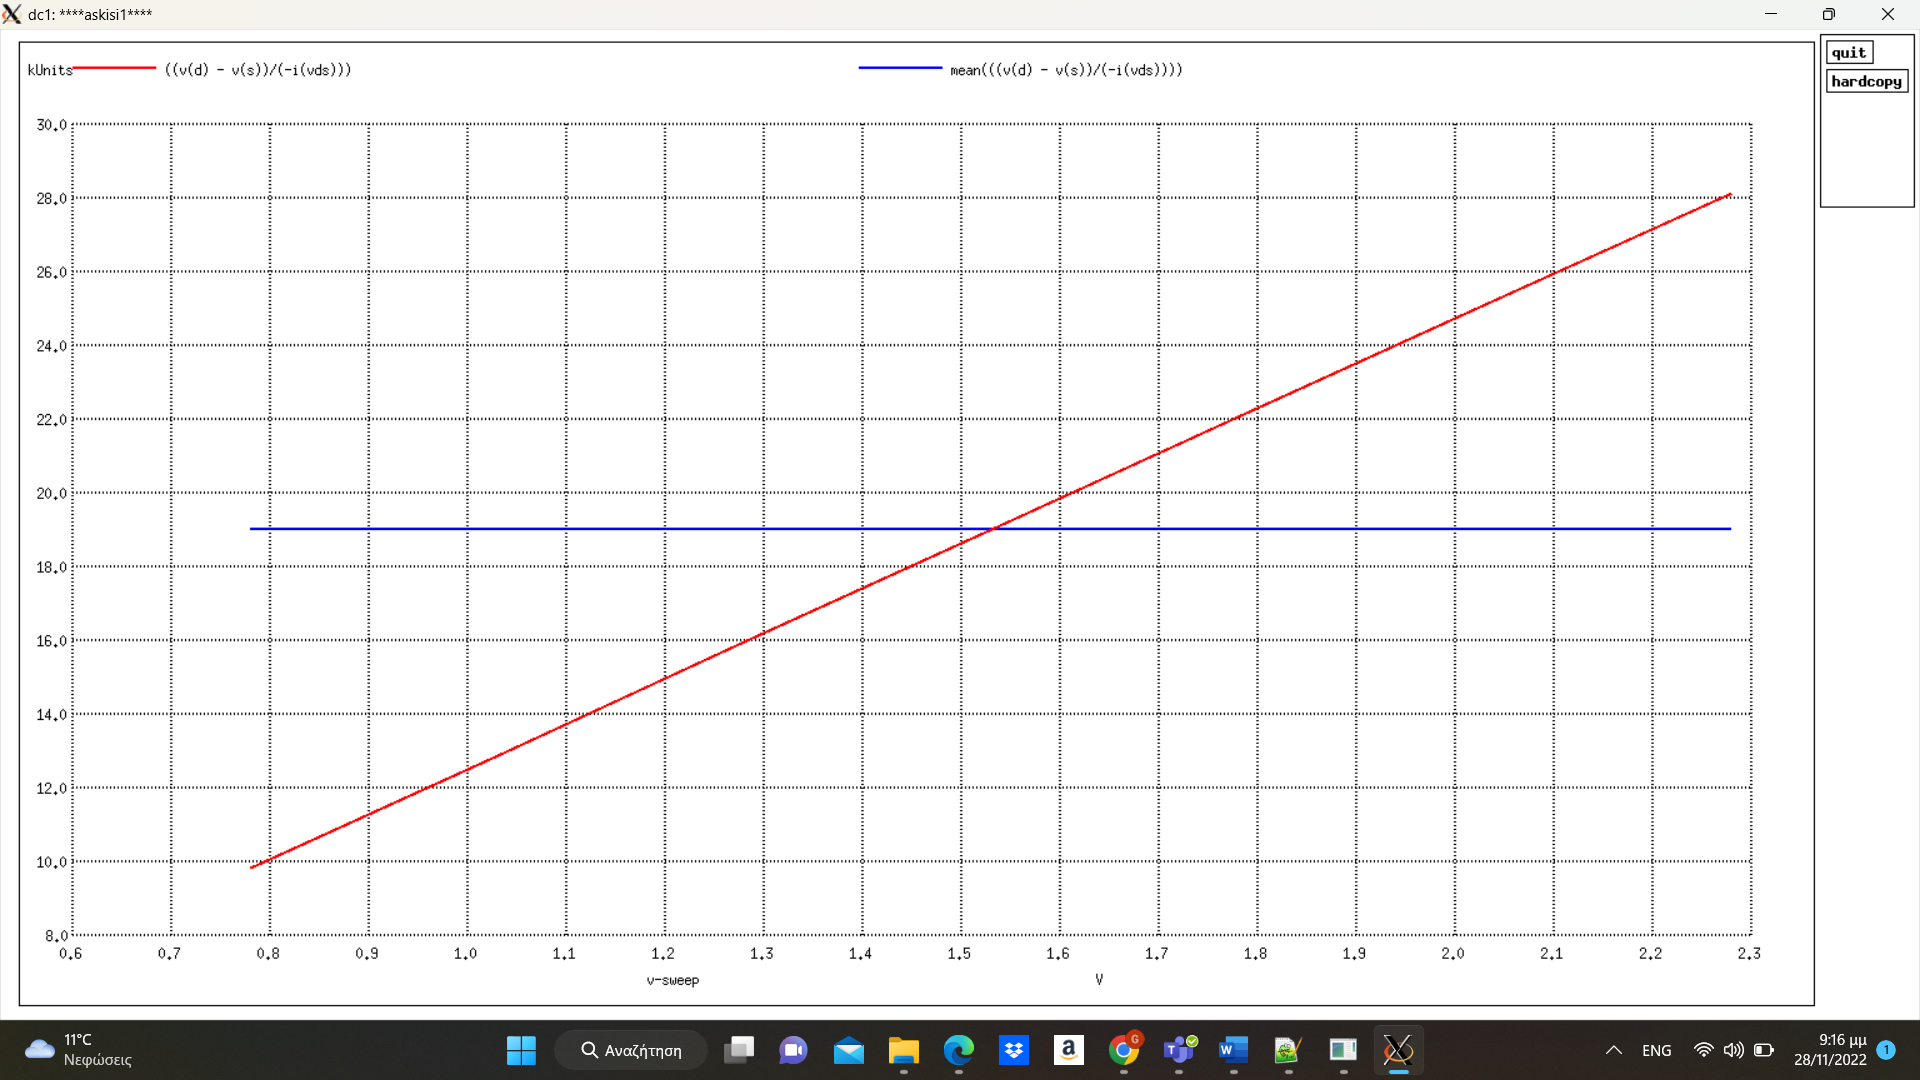 dc1: ****askisi1****
quit
hardcopy
kUnits ((v(d) - v(s))/(-i(vds))) mean(((v(d) - v(s))/(-i(vds))))
30.0
28.0
26.0
24.0
22.0
20.0
18.0
16.0
14.0
12.0
10.0
8.0
0.6 0.7 0.8 0.9 1.0 1.1 1.2 1.3 1.4 1.5 1.6 1.7 1.8 1.9 2.0 2.1 2.2 2.3
v-sweep V
11°C
Νεφώσεις
Αναζήτηση
a
G
T
W
ENG
9:16 μμ
28/11/2022
1